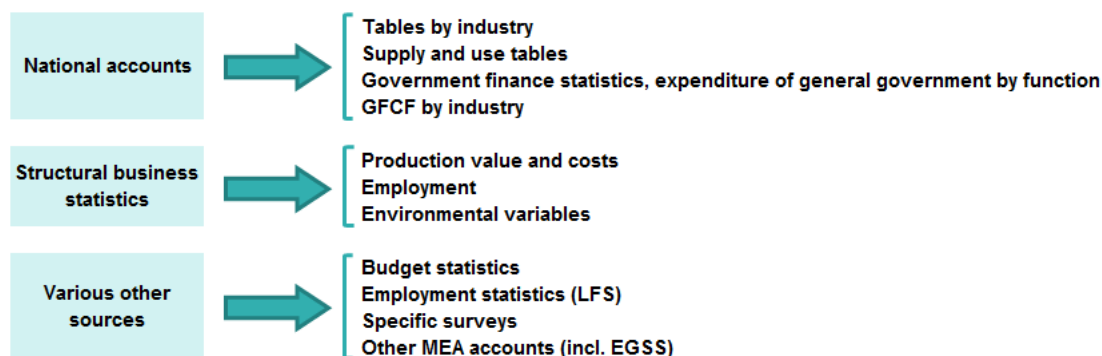 National accounts
Tables by industry
Supply and use tables
Government finance statistics, expenditure of general government by function
GFCF by industry
Structural business
statistics
Production value and costs
Employment
Environmental variables
Various other
sources
Budget statistics
Employment statistics (LFS)
Specific surveys
Other MEA accounts (incl. EGSS)